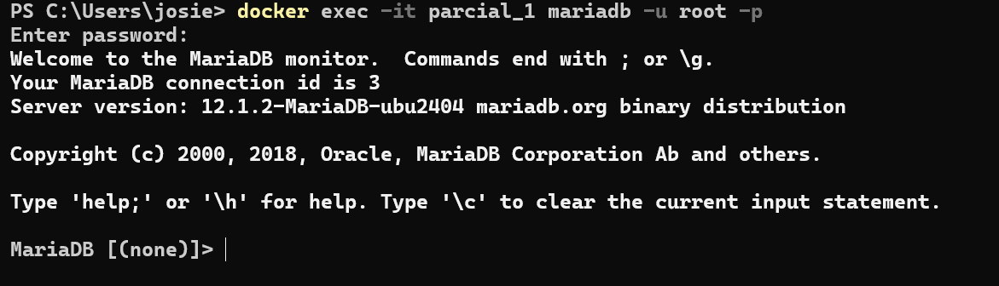 PS C:\Users\josie> docker exec -it parcial_1 mariadb -u root -p
Enter password:
Welcome to the MariaDB monitor.  Commands end with ; or \g.
Your MariaDB connection id is 3
Server version: 12.1.2-MariaDB-ubu2404 mariadb.org binary distribution
Copyright (c) 2000, 2018, Oracle, MariaDB Corporation Ab and others.
Type 'help;' or '\h' for help. Type '\c' to clear the current input statement.
MariaDB [(none)]>